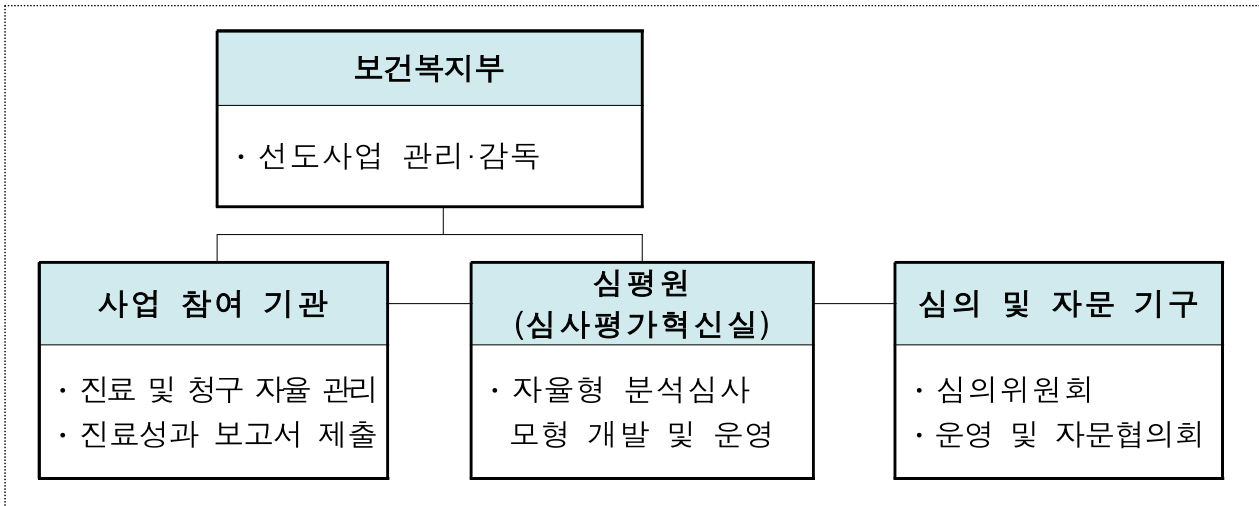 보건복지부
· 선도사업 관리·감독
사업 참여 기관
· 진료 및 청구 자율 관리
· 진료성과 보고서 제출
심평원
(심사평가혁신실)
· 자율형 분석심사
모형 개발 및 운영
심의 및 자문 기구
· 심의위원회
· 운영 및 자문협의회